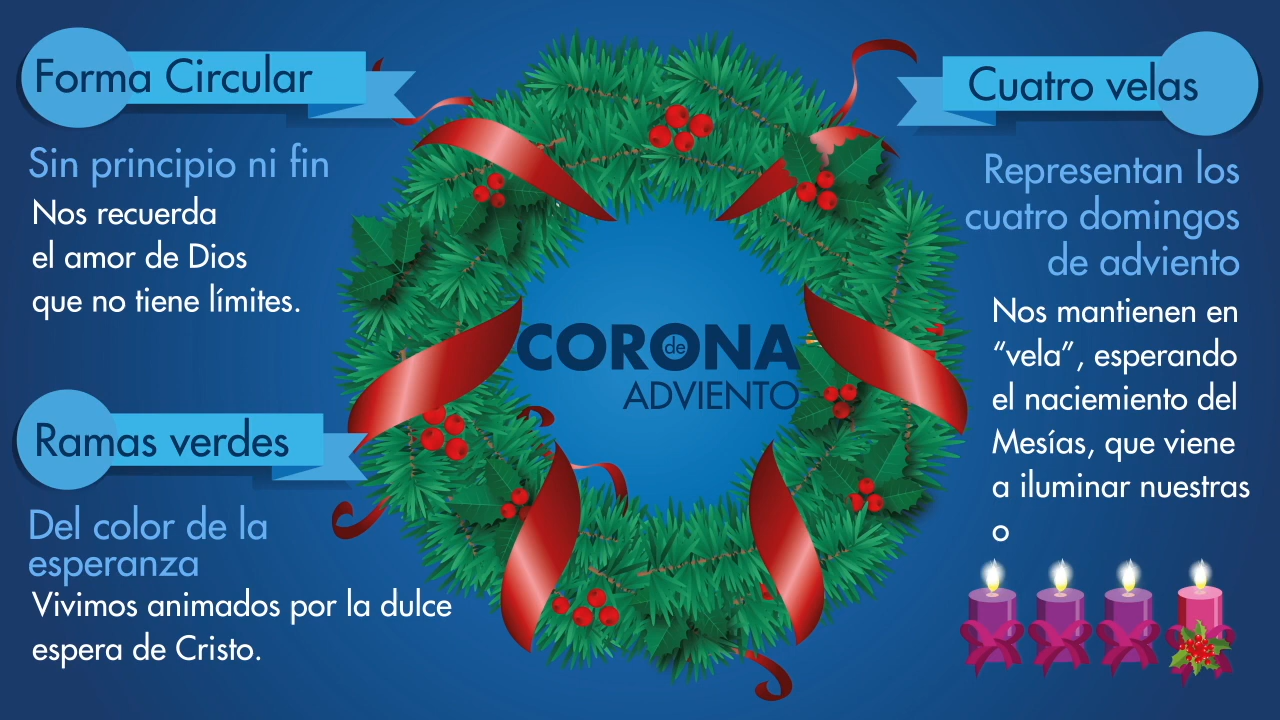 Forma Circular
Sin principio ni fin
Nos recuerda
el amor de Dios
que no tiene límites.
Ramas verdes
Del color de la
esperanza
Vivimos animados por la dulce
espera de Cristo.
CORONA
de
ADVIENTO
Cuatro velas
Representan los
cuatro domingos
de adviento
Nos mantienen en
“vela”, esperando
el naciemiento del
Mesías, que viene
a iluminar nuestras
o